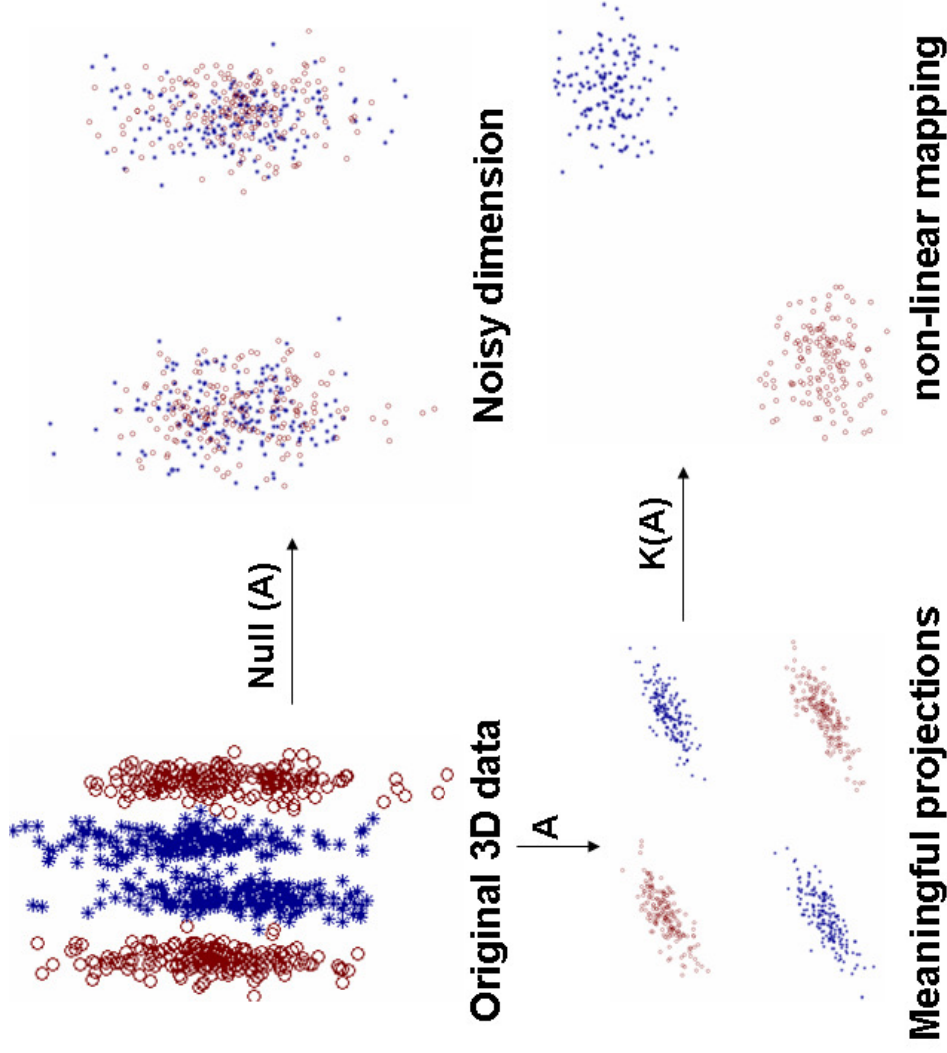 Null (A)
Original 3D data
Noisy dimension
A
K(A)
Meaningful projections
non-linear mapping